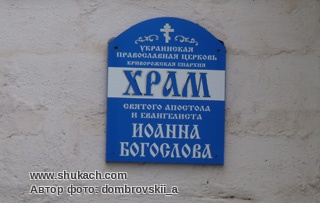 УКРАИНСКАЯ
ПРАВОСЛАВНАЯ ЦЕРКОВЬ
КРИВОРОЖСКАЯ ЕПАРХИЯ
ХРАМ
СВЯТОГО АПОСТОЛА
И ЕВАНГЕЛИСТА
ИОАННА
БОГОСЛОВА
www.shukach.com
Автор фото: dombrovskii_a